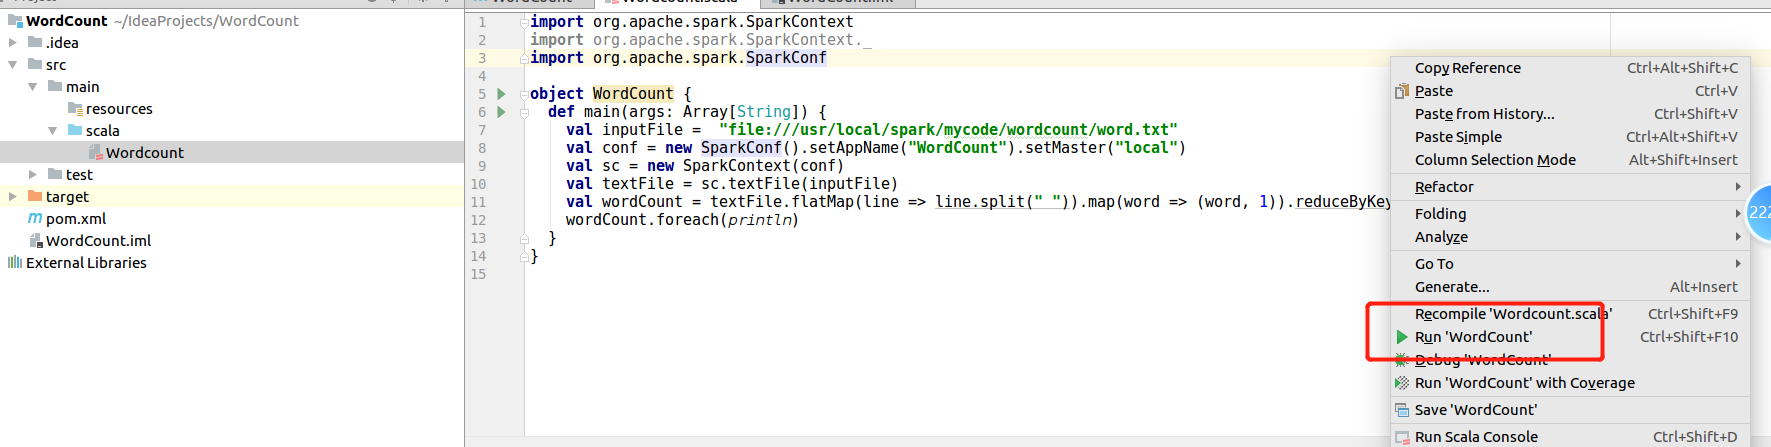 WordCount ~/IdeaProjects/WordCount
.idea
src
main
resources
scala
Wordcount
test
target
pom.xml
WordCount.iml
External Libraries
1 import org.apache.spark.SparkContext
2 import org.apache.spark.SparkContext._
3 import org.apache.spark.SparkConf
4
5 object WordCount {
6 def main(args: Array[String]) {
7 val inputFile =  "file:///usr/local/spark/mycode/wordcount/word.txt"
8 val conf = new SparkConf().setAppName("WordCount").setMaster("local")
9 val sc = new SparkContext(conf)
10 val textFile = sc.textFile(inputFile)
11 val wordCount = textFile.flatMap(line => line.split(" ")).map(word => (word, 1)).reduceByKey
12 wordCount.foreach(println)
13 }
14 }
15
Copy Reference Ctrl+Alt+Shift+C
Paste Ctrl+V
Paste from History... Ctrl+Shift+V
Paste Simple Ctrl+Alt+Shift+V
Column Selection Mode Alt+Shift+Insert
Refactor
Folding
Analyze
Go To
Generate... Alt+Insert
Recompile 'Wordcount.scala' Ctrl+Shift+F9
Run 'WordCount' Ctrl+Shift+F10
Debug 'WordCount'
Run 'WordCount' with Coverage
Save 'WordCount'
Run Scala Console Ctrl+Shift+D
222